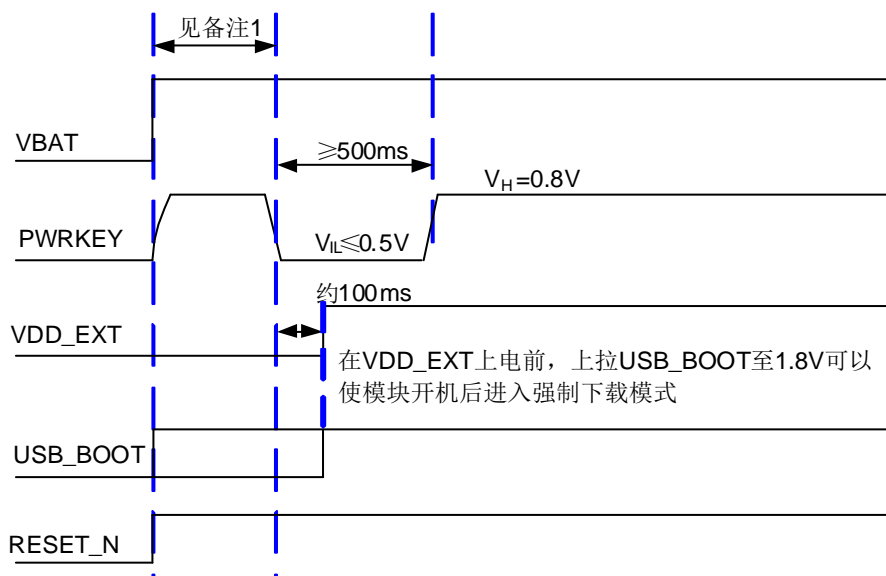 见备注1
VBAT
≥500ms
VH=0.8V
PWRKEY
VIL≤0.5V
约100ms
VDD_EXT
在VDD_EXT上电前，上拉USB_BOOT至1.8V可以
使模块开机后进入强制下载模式
USB_BOOT
RESET_N